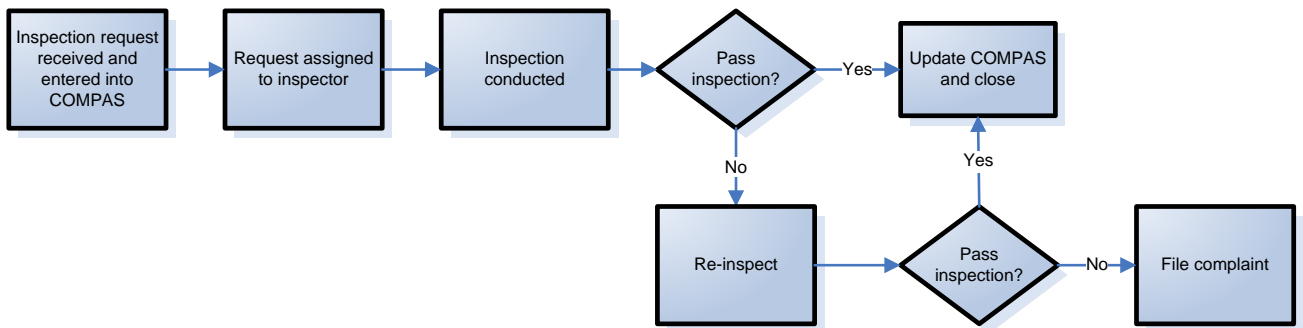 Inspection request
received and
entered into
COMPAS
Request assigned
to inspector
Inspection
conducted
Pass
inspection?
Yes
Update COMPAS
and close
No
Yes
Re-inspect
Pass
inspection?
No
File complaint